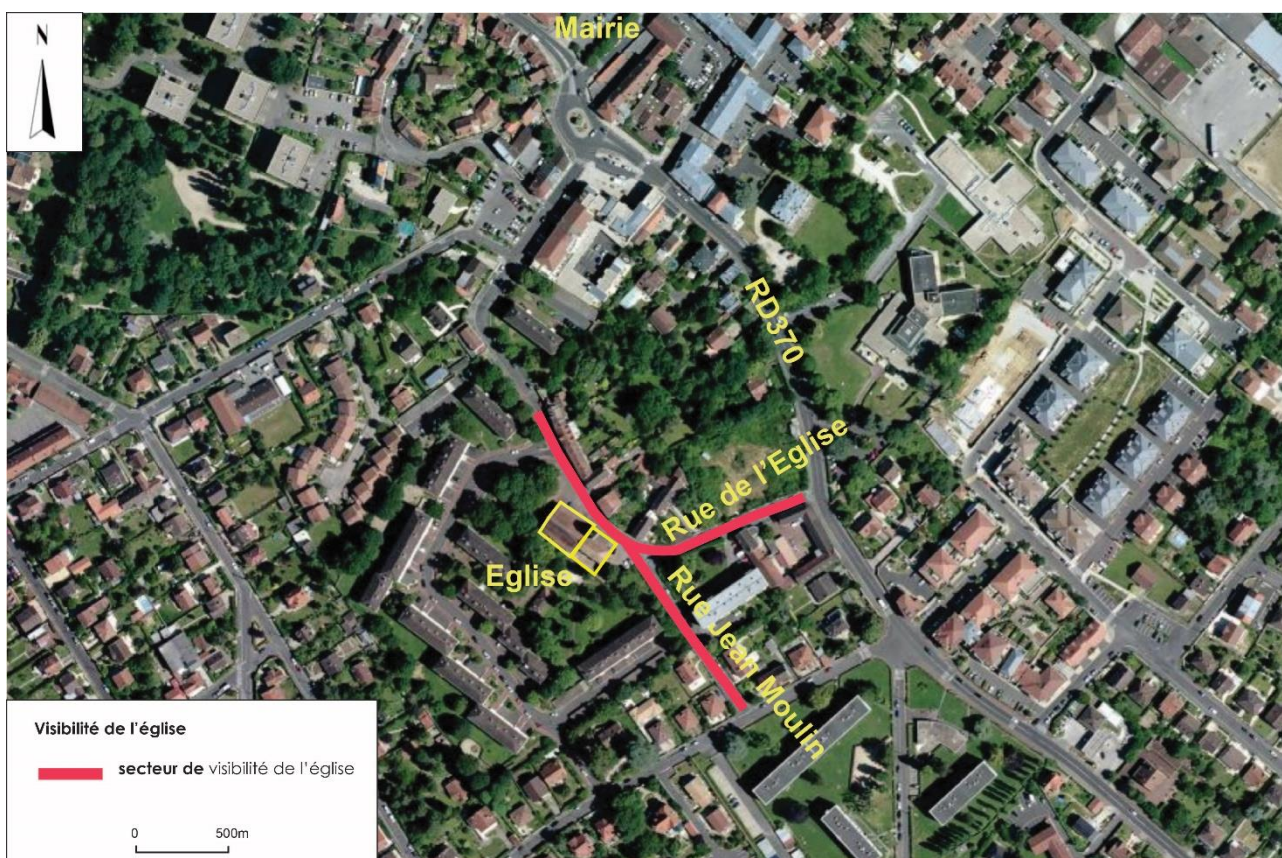 N
Mairie
RD370
Rue de l'Eglise
Eglise
Rue Jean Moulin
Visibilité de l'église
secteur de visibilité de l'église
0 500m